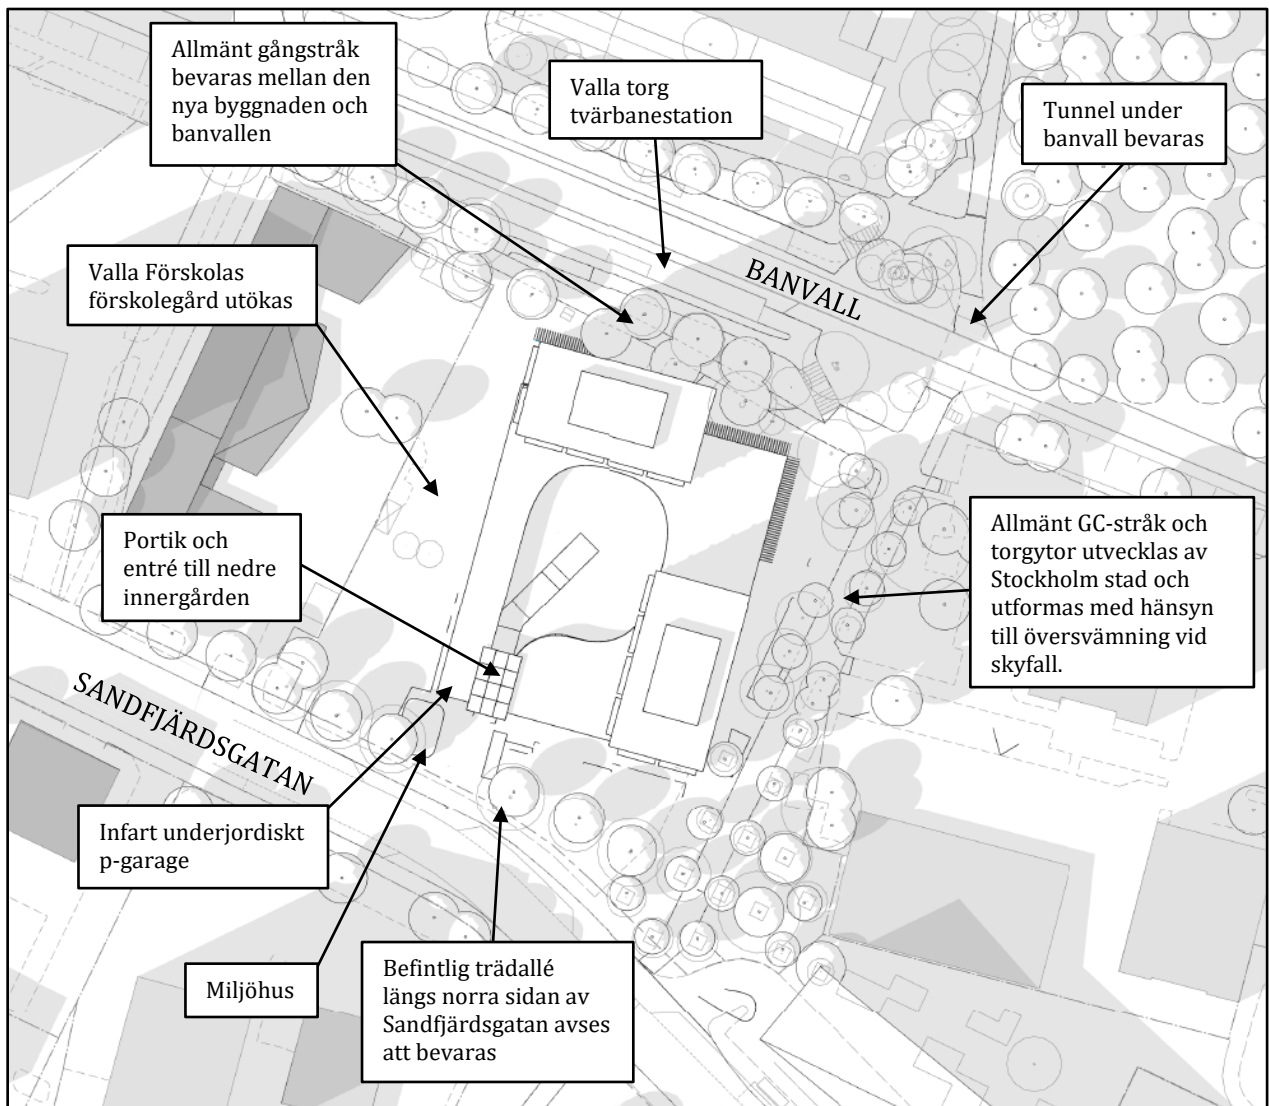 Allmänt gångstråk
bevaras mellan den
nya byggnaden och
banvallen
Valla torg
tvärbanestation
Tunnel under
banvall bevaras
Valla Förskolas
förskolegård utökas
BANVALL
Portik och
entré till nedre
innergården
Allmänt GC-stråk och
torgytor utvecklas av
Stockholm stad och
utformas med hänsyn
till översvämning vid
skyfall.
SANDFJÄRDSGATAN
Infart underjordiskt
p-garage
Miljöhus
Befintlig trädallé
längs norra sidan av
Sandfjärdsgatan avses
att bevaras